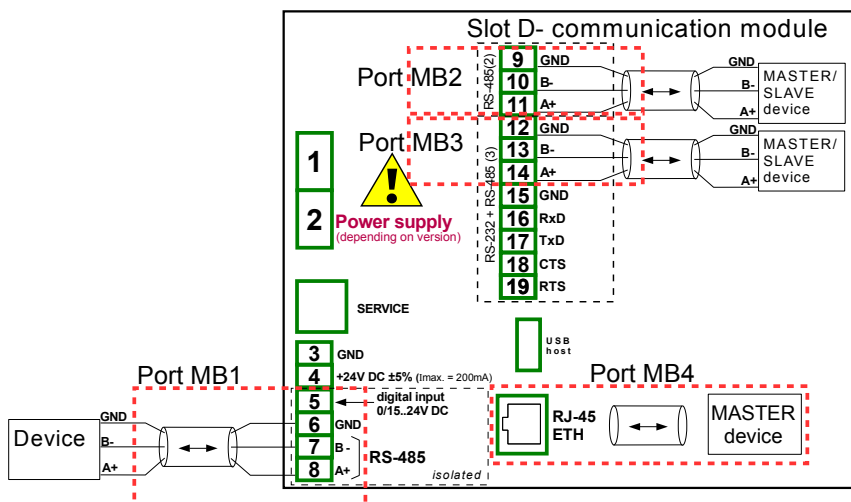 Slot D- communication module
Port MB2
RS-485(2)
9 GND
10 B-
11 A+
GND
B-
A+
MASTER/
SLAVE
device
Port MB3
RS-232 + RS-485 (3)
12 GND
13 B-
14 A+
15 GND
16 RxD
17 TxD
18 CTS
19 RTS
GND
B-
A+
MASTER/
SLAVE
device
1
2
!
Power supply
(depending on version)
SERVICE
USB
host
Port MB1
3 GND
4 +24V DC ±5% (Imax. = 200mA)
5 digital input
0/15..24V DC
6 GND
7 B-
8 A+
RS-485
isolated
Device
GND
B-
A+
Port MB4
RJ-45
ETH
MASTER
device